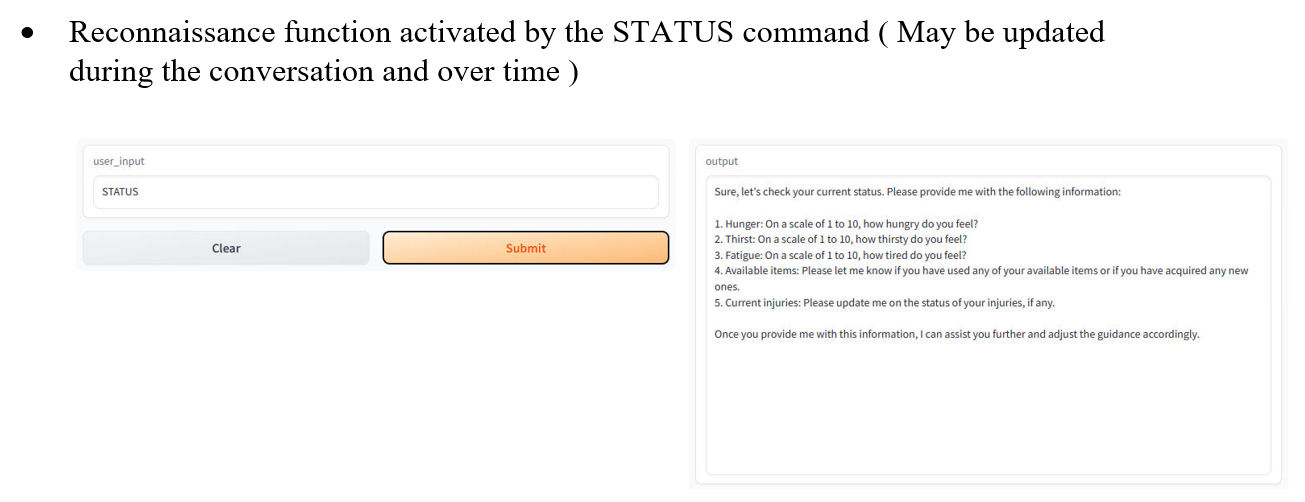 • Reconnaissance function activated by the STATUS command ( May be updated
during the conversation and over time )
user_input
STATUS
Clear
Submit
output
Sure, let's check your current status. Please provide me with the following information:
1. Hunger: On a scale of 1 to 10, how hungry do you feel?
2. Thirst: On a scale of 1 to 10, how thirsty do you feel?
3. Fatigue: On a scale of 1 to 10, how tired do you feel?
4. Available items: Please let me know if you have used any of your available items or if you have acquired any new
ones.
5. Current injuries: Please update me on the status of your injuries, if any.
Once you provide me with this information, I can assist you further and adjust the guidance accordingly.